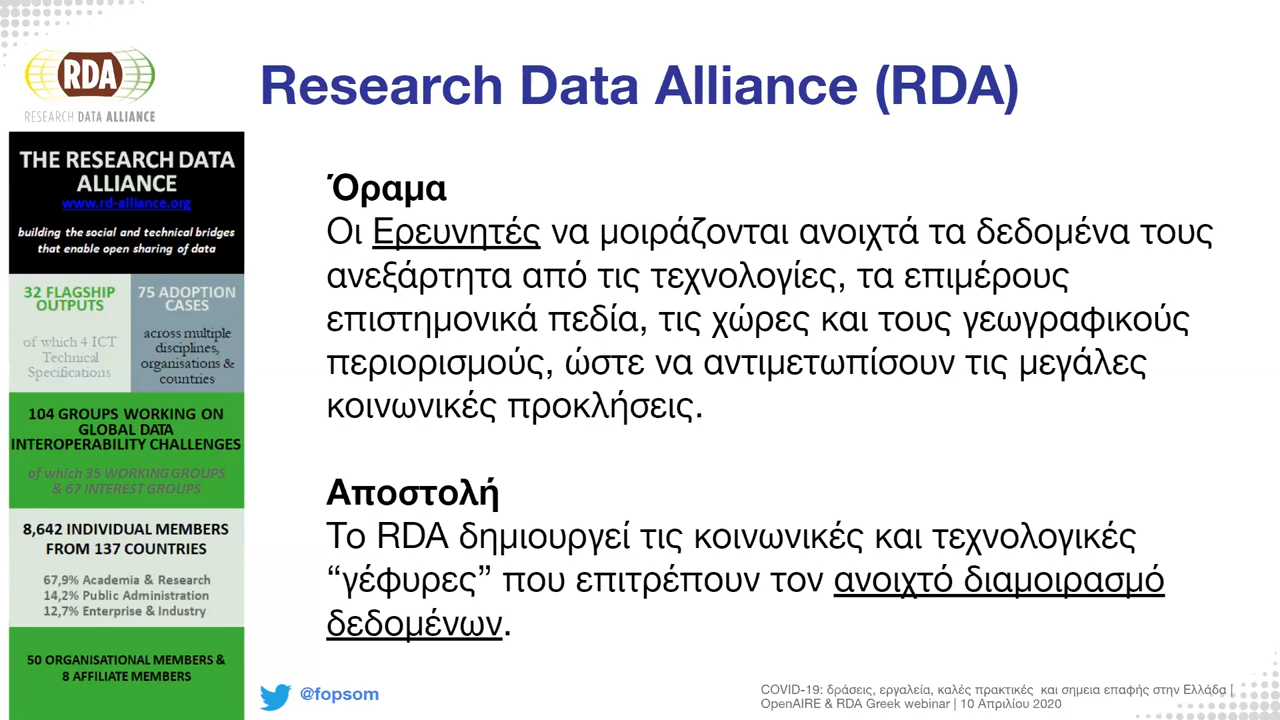 RDA
RESEARCH DATA ALLIANCE
Research Data Alliance (RDA)
THE RESEARCH DATA
ALLIANCE
www.rd-alliance.org
building the social and technical bridges
that enable open sharing of data
32 FLAGSHIP
OUTPUTS
of which 4 ICT
Technical
Specifications
75 ADOPTION
CASES
across multiple
disciplines,
organisations &
countries
104 GROUPS WORKING ON
GLOBAL DATA
INTEROPERABILITY CHALLENGES
of which 35 WORKING GROUPS
& 67 INTEREST GROUPS
8,642 INDIVIDUAL MEMBERS
FROM 137 COUNTRIES
67,9% Academia & Research
14,2% Public Administration
12,7% Enterprise & Industry
50 ORGANISATIONAL MEMBERS &
8 AFFILIATE MEMBERS
Όραμα
Οι Ερευνητές να μοιράζονται ανοιχτά τα δεδομένα τους
ανεξάρτητα από τις τεχνολογίες, τα επιμέρους
επιστημονικά πεδία, τις χώρες και τους γεωγραφικούς
περιορισμούς, ώστε να αντιμετωπίσουν τις μεγάλες
κοινωνικές προκλήσεις.
Αποστολή
Το RDA δημιουργεί τις κοινωνικές και τεχνολογικές
“γέφυρες” που επιτρέπουν τον ανοιχτό διαμοιρασμό
δεδομένων.
@fopsom
COVID-19: δράσεις, εργαλεία, καλές πρακτικές και σημεια επαφής στην Ελλάδα |
OpenAIRE & RDA Greek webinar | 10 Απριλίου 2020